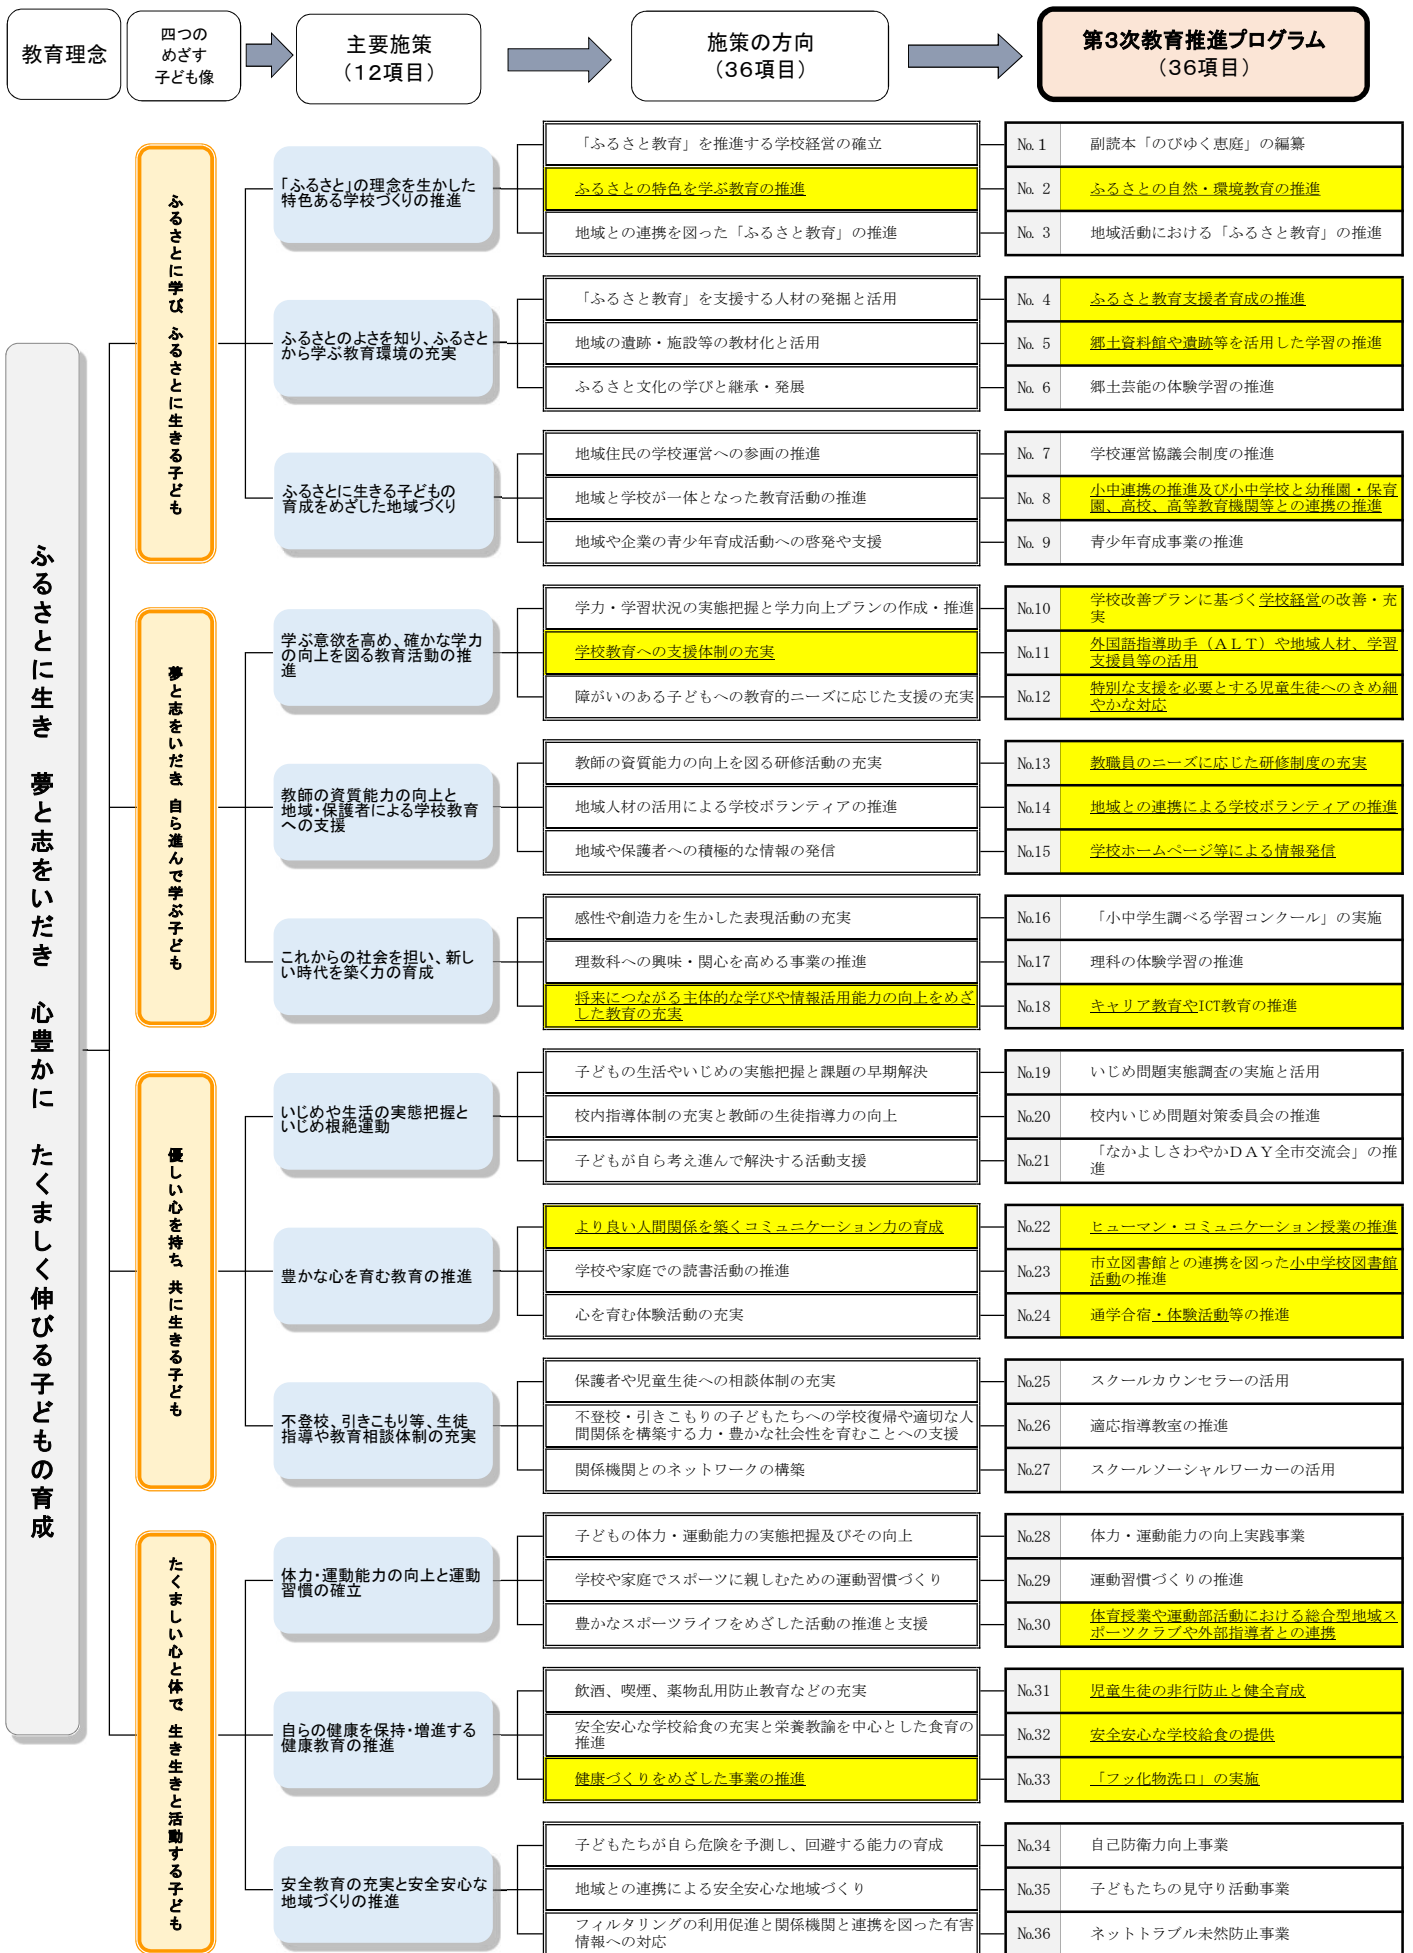 教育理念
四つの
めざす
子ども像
主要施策
（12項目）
施策の方向
（36項目）
第3次教育推進プログラム
（36項目）
ふるさとに生き　夢と志をいだき　心豊かに　たくましく伸びる子どもの育成
ふるさとに学び　ふるさとに生きる子ども
「ふるさと」の理念を生かした
特色ある学校づくりの推進
「ふるさと教育」を推進する学校経営の確立
No. 1　副読本「のびゆく恵庭」の編纂
ふるさとの特色を学ぶ教育の推進
No. 2　ふるさとの自然・環境教育の推進
地域との連携を図った「ふるさと教育」の推進
No. 3　地域活動における「ふるさと教育」の推進
ふるさとのよさを知り、ふるさと
から学ぶ教育環境の充実
「ふるさと教育」を支援する人材の発掘と活用
No. 4　ふるさと教育支援者育成の推進
地域の遺跡・施設等の教材化と活用
No. 5　郷土資料館や遺跡等を活用した学習の推進
ふるさと文化の学びと継承・発展
No. 6　郷土芸能の体験学習の推進
ふるさとに生きる子どもの
育成をめざした地域づくり
地域住民の学校運営への参画の推進
No. 7　学校運営協議会制度の推進
地域と学校が一体となった教育活動の推進
No. 8　小中連携の推進及び小中学校と幼稚園・保育
園、高校、高等教育機関等との連携の推進
地域や企業の青少年育成活動への啓発や支援
No. 9　青少年育成事業の推進
夢と志をいだき　自ら進んで学ぶ子ども
学ぶ意欲を高め、確かな学力
の向上を図る教育活動の推
進
学力・学習状況の実態把握と学力向上プランの作成・推進
No.10　学校改善プランに基づく学校経営の改善・充
実
学校教育への支援体制の充実
No.11　外国語指導助手（ＡＬＴ）や地域人材、学習
支援員等の活用
障がいのある子どもへの教育的ニーズに応じた支援の充実
No.12　特別な支援を必要とする児童生徒へのきめ細
やかな対応
教師の資質能力の向上と
地域・保護者による学校教育
への支援
教師の資質能力の向上を図る研修活動の充実
No.13　教職員のニーズに応じた研修制度の充実
地域人材の活用による学校ボランティアの推進
No.14　地域との連携による学校ボランティアの推進
地域や保護者への積極的な情報の発信
No.15　学校ホームページ等による情報発信
これからの社会を担い、新し
い時代を築く力の育成
感性や創造力を生かした表現活動の充実
No.16　「小中学生調べる学習コンクール」の実施
理数科への興味・関心を高める事業の推進
No.17　理科の体験学習の推進
将来につながる主体的な学びや情報活用能力の向上をめざ
した教育の充実
No.18　キャリア教育やICT教育の推進
優しい心を持ち　共に生きる子ども
いじめや生活の実態把握と
いじめ根絶運動
子どもの生活やいじめの実態把握と課題の早期解決
No.19　いじめ問題実態調査の実施と活用
校内指導体制の充実と教師の生徒指導力の向上
No.20　校内いじめ問題対策委員会の推進
子どもが自ら考え進んで解決する活動支援
No.21　「なかよしさわやかＤＡＹ全市交流会」の推
進
豊かな心を育む教育の推進
より良い人間関係を築くコミュニケーション力の育成
No.22　ヒューマン・コミュニケーション授業の推進
学校や家庭での読書活動の推進
No.23　市立図書館との連携を図った小中学校図書館
活動の推進
心を育む体験活動の充実
No.24　通学合宿・体験活動等の推進
不登校、引きこもり等、生徒
指導や教育相談体制の充実
保護者や児童生徒への相談体制の充実
No.25　スクールカウンセラーの活用
不登校・引きこもりの子どもたちへの学校復帰や適切な人
間関係を構築する力・豊かな社会性を育むことへの支援
No.26　適応指導教室の推進
関係機関とのネットワークの構築
No.27　スクールソーシャルワーカーの活用
たくましい心と体で　生き生きと活動する子ども
体力・運動能力の向上と運動
習慣の確立
子どもの体力・運動能力の実態把握及びその向上
No.28　体力・運動能力の向上実践事業
学校や家庭でスポーツに親しむための運動習慣づくり
No.29　運動習慣づくりの推進
豊かなスポーツライフをめざした活動の推進と支援
No.30　体育授業や運動部活動における総合型地域ス
ポーツクラブや外部指導者との連携
自らの健康を保持・増進する
健康教育の推進
飲酒、喫煙、薬物乱用防止教育などの充実
No.31　児童生徒の非行防止と健全育成
安全安心な学校給食の充実と栄養教諭を中心とした食育の
推進
No.32　安全安心な学校給食の提供
健康づくりをめざした事業の推進
No.33　「フッ化物洗口」の実施
安全教育の充実と安全安心な
地域づくりの推進
子どもたちが自ら危険を予測し、回避する能力の育成
No.34　自己防衛力向上事業
地域との連携による安全安心な地域づくり
No.35　子どもたちの見守り活動事業
フィルタリングの利用促進と関係機関と連携を図った有害
情報への対応
No.36　ネットトラブル未然防止事業